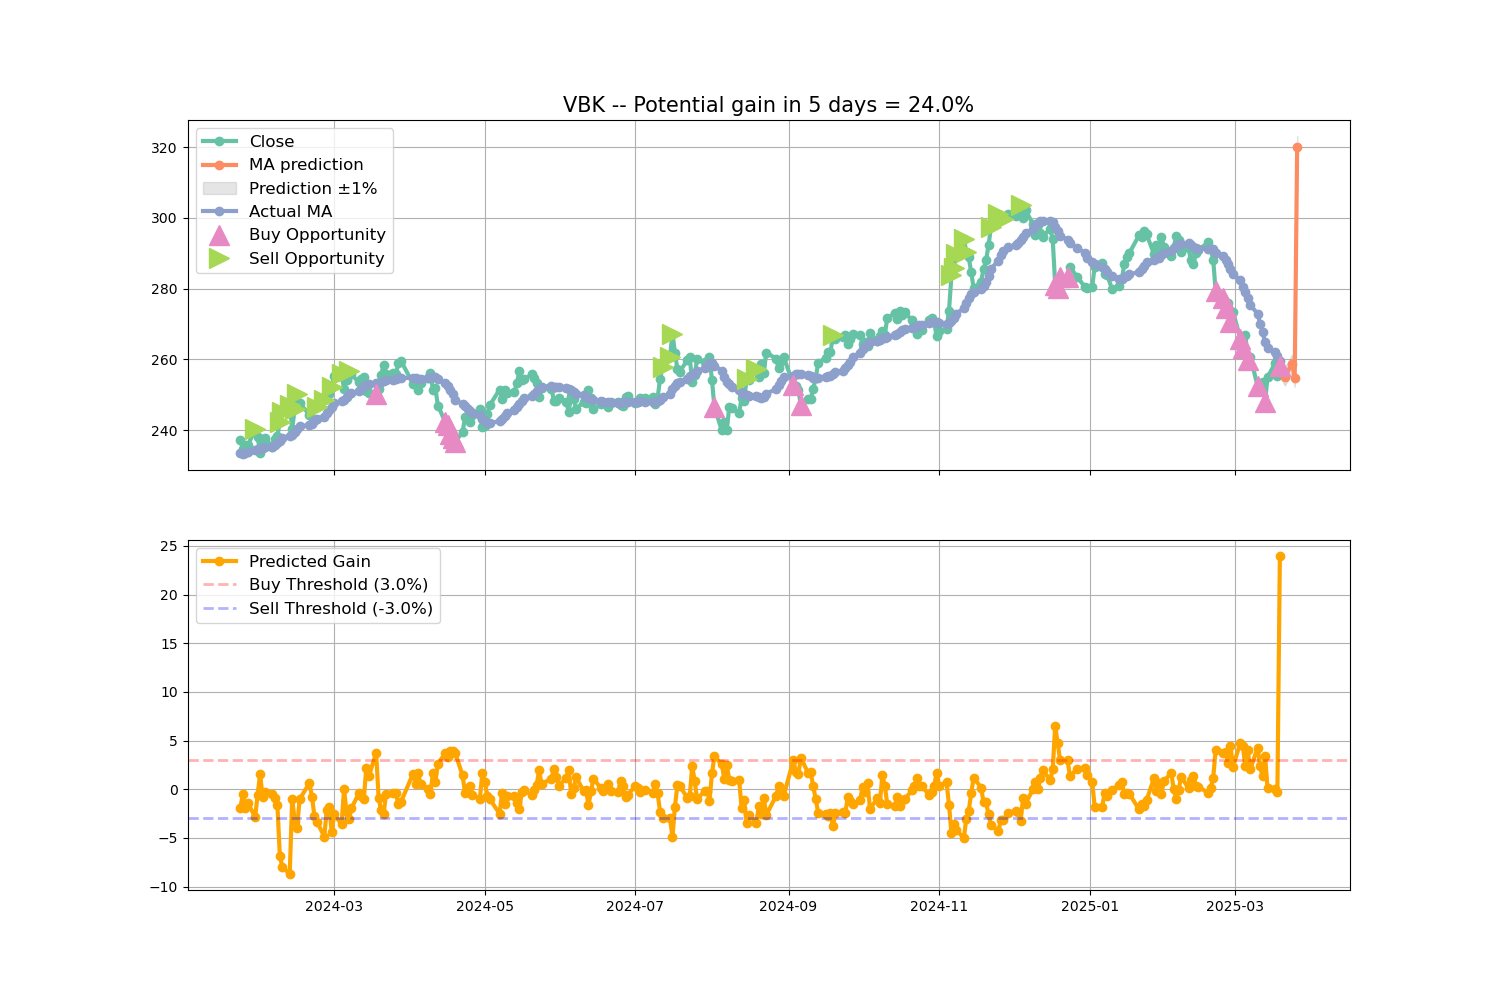 VBK -- Potential gain in 5 days = 24.0%
320
300
280
260
240
Close
MA prediction
Prediction ±1%
Actual MA
Buy Opportunity
Sell Opportunity
25
20
15
10
5
0
−5
−10
Predicted Gain
Buy Threshold (3.0%)
Sell Threshold (-3.0%)
2024-03
2024-05
2024-07
2024-09
2024-11
2025-01
2025-03